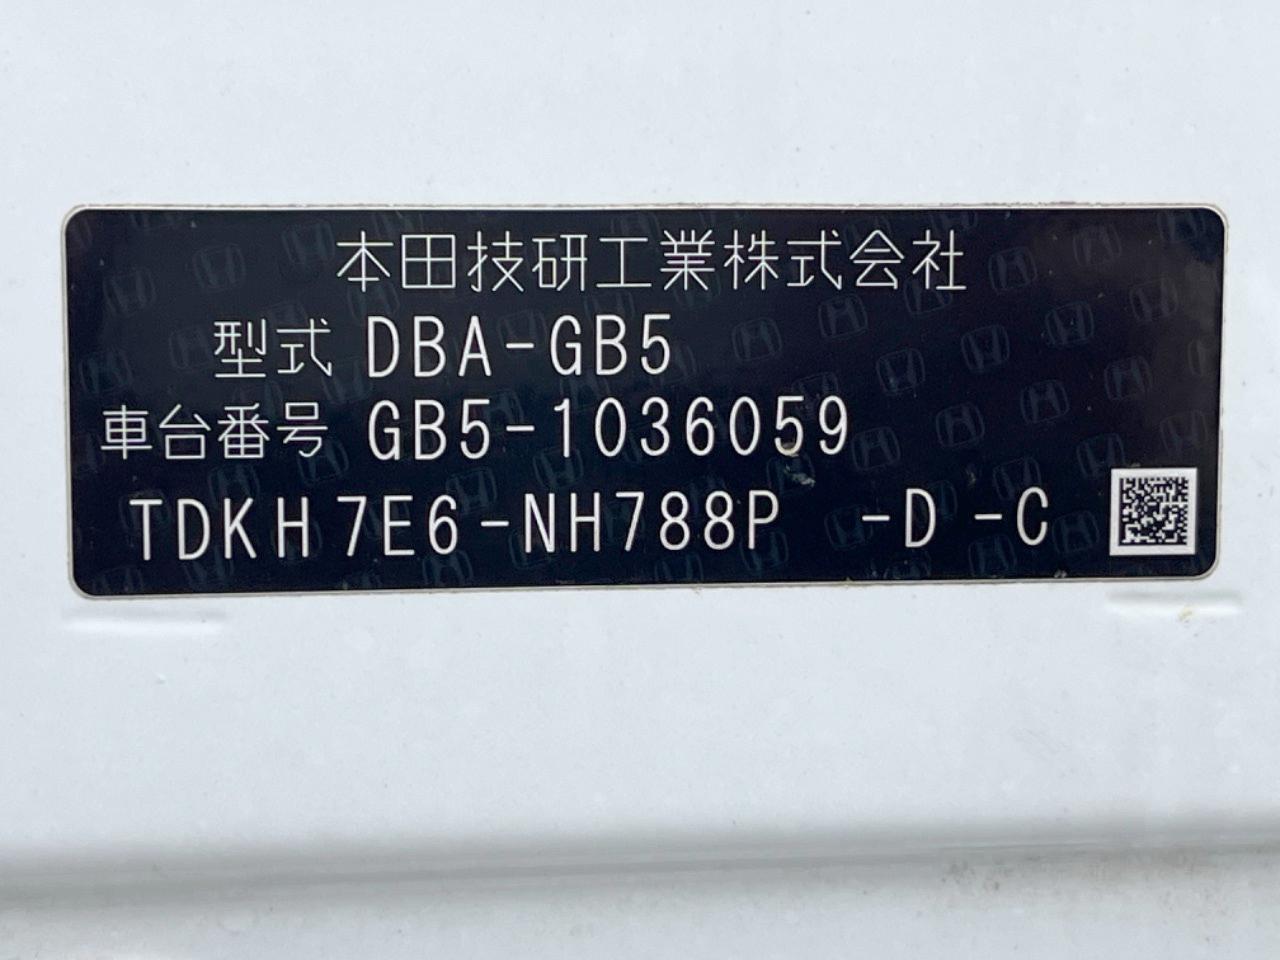 本田技研工業株式会社
型式 DBA-GB5
車台番号 GB5-1036059
TDKH7E6-NH788P -D -C